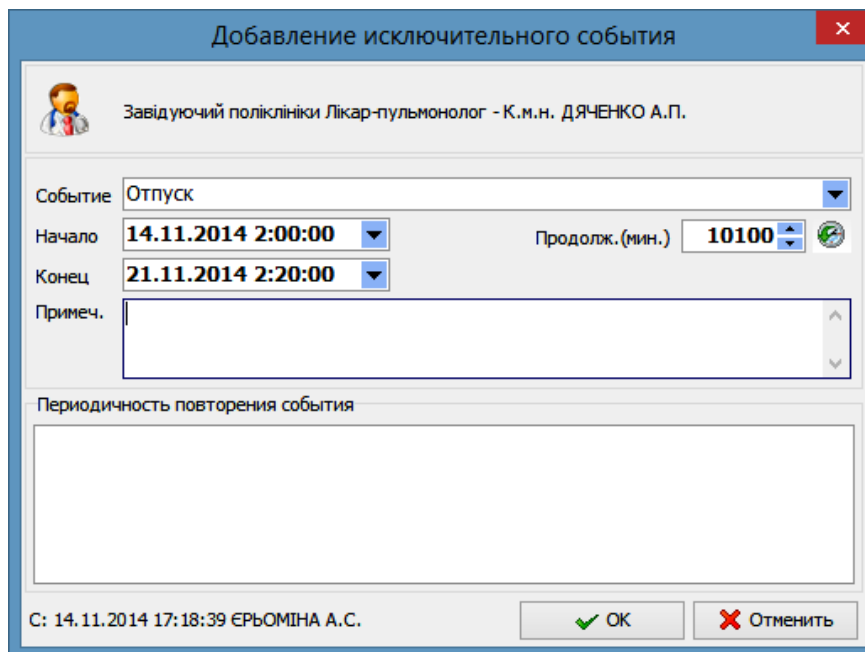 Добавление исключительного события
Завідуючий поліклініки Лікар-пульмонолог - К.м.н. ДЯЧЕНКО А.П.
Событие Отпуск
Начало 14.11.2014 2:00:00 Продолж.(мин.) 10100
Конец 21.11.2014 2:20:00
Примеч.
Периодичность повторения события
С: 14.11.2014 17:18:39 ЄРЬОМІНА А.С. OK Отменить